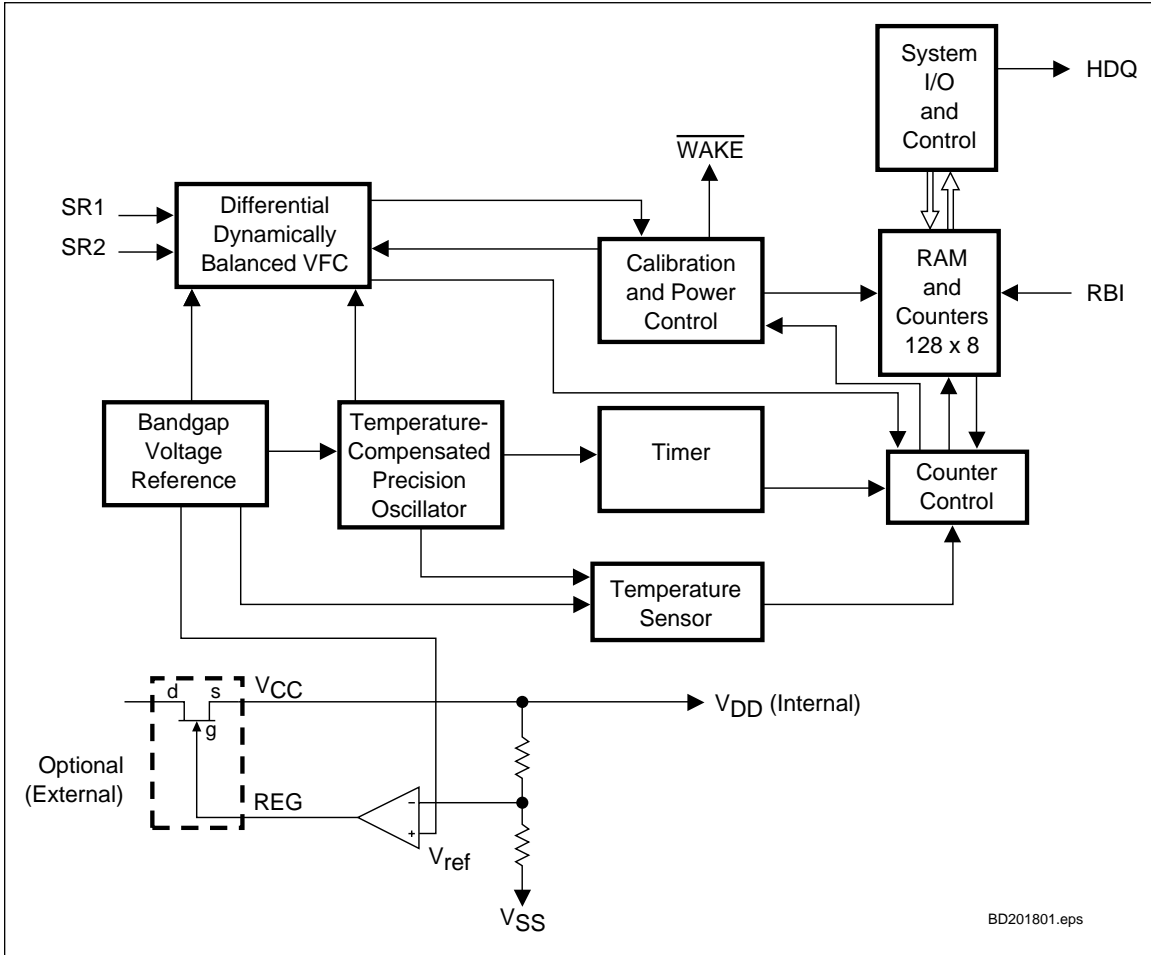 System
I/O
and
Control
HDQ
WAKE
SR1
SR2
Differential
Dynamically
Balanced VFC
Calibration
and Power
Control
RAM
and
Counters
128 x 8
RBI
Bandgap
Voltage
Reference
Temperature-
Compensated
Precision
Oscillator
Timer
Counter
Control
Temperature
Sensor
d
s
g
VCC
VDD (Internal)
Optional
(External)
REG
-
+
Vref
VSS
BD201801.eps